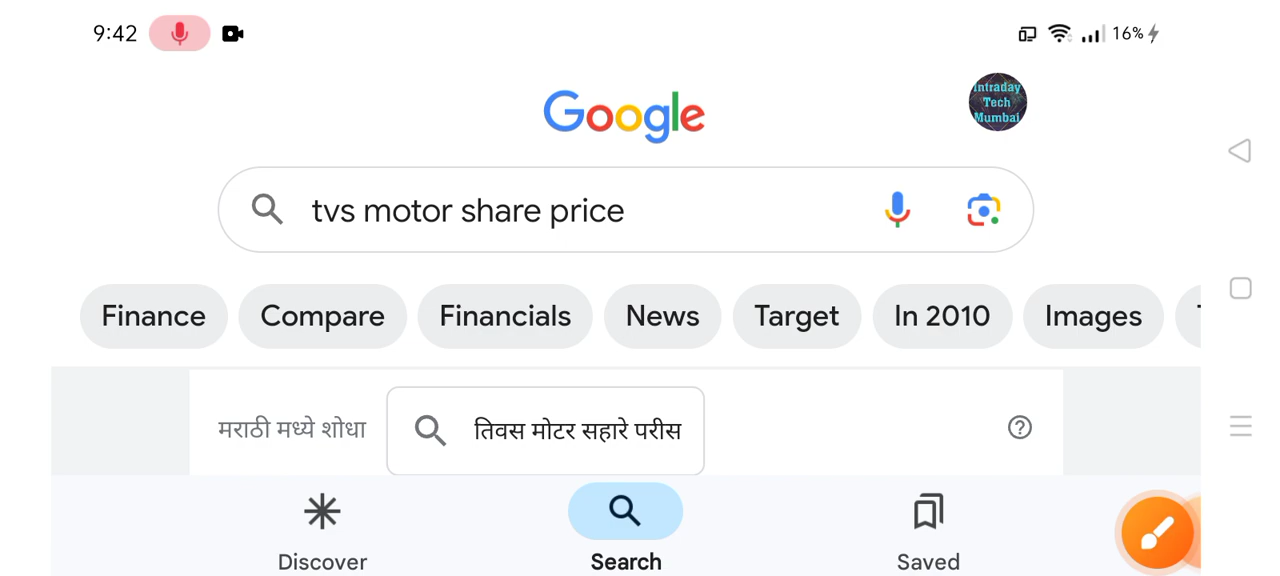 9:42
16%
Google
Intraday
Tech
Mumbai
tvs motor share price
Finance Compare Financials News Target In 2010 Images
मराठी मध्ये शोधा तिवस मोटर सहारे परीस
Discover Search Saved